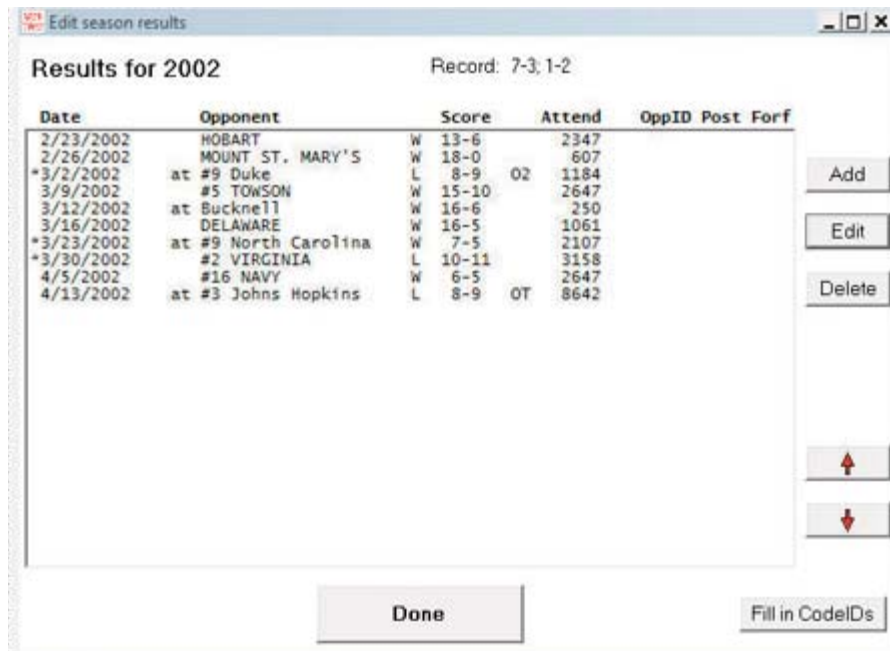 Edit season results
Results for 2002 Record: 7-3; 1-2
Date Opponent Score Attend OppID Post Forf
2/23/2002 HOBART W 13-6 2347
2/26/2002 MOUNT ST. MARY'S W 18-0 607
*3/2/2002 at #9 Duke L 8-9 O2 1184
3/9/2002 #5 TOWSON W 15-10 2647
3/12/2002 at Bucknell W 16-6 250
3/16/2002 DELAWARE W 16-5 1061
*3/23/2002 at #9 North Carolina W 7-5 2107
*3/30/2002 #2 VIRGINIA L 10-11 3158
4/5/2002 #16 NAVY W 6-5 2647
4/13/2002 at #3 Johns Hopkins L 8-9 OT 8642
Add
Edit
Delete
Done
Fill in CodeIDs